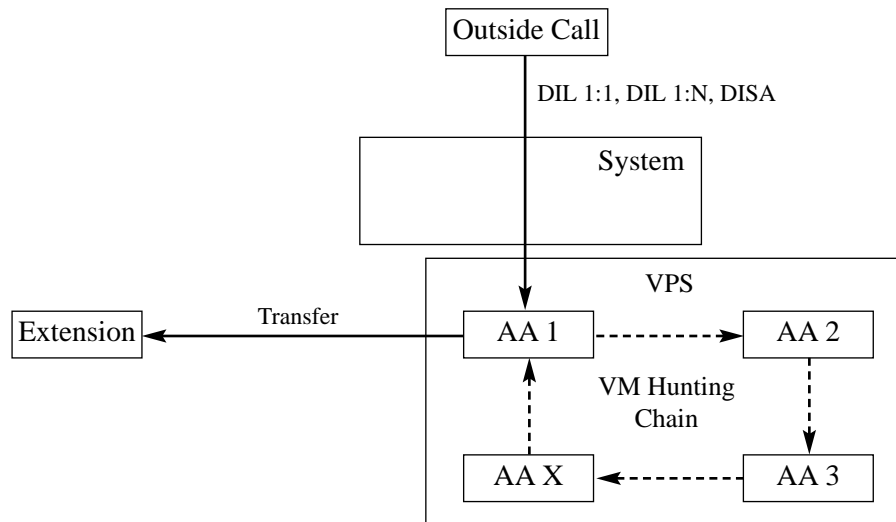 Outside Call
DIL 1:1, DIL 1:N, DISA
System
VPS
Extension
Transfer
AA 1
AA 2
VM Hunting
Chain
AA X
AA 3